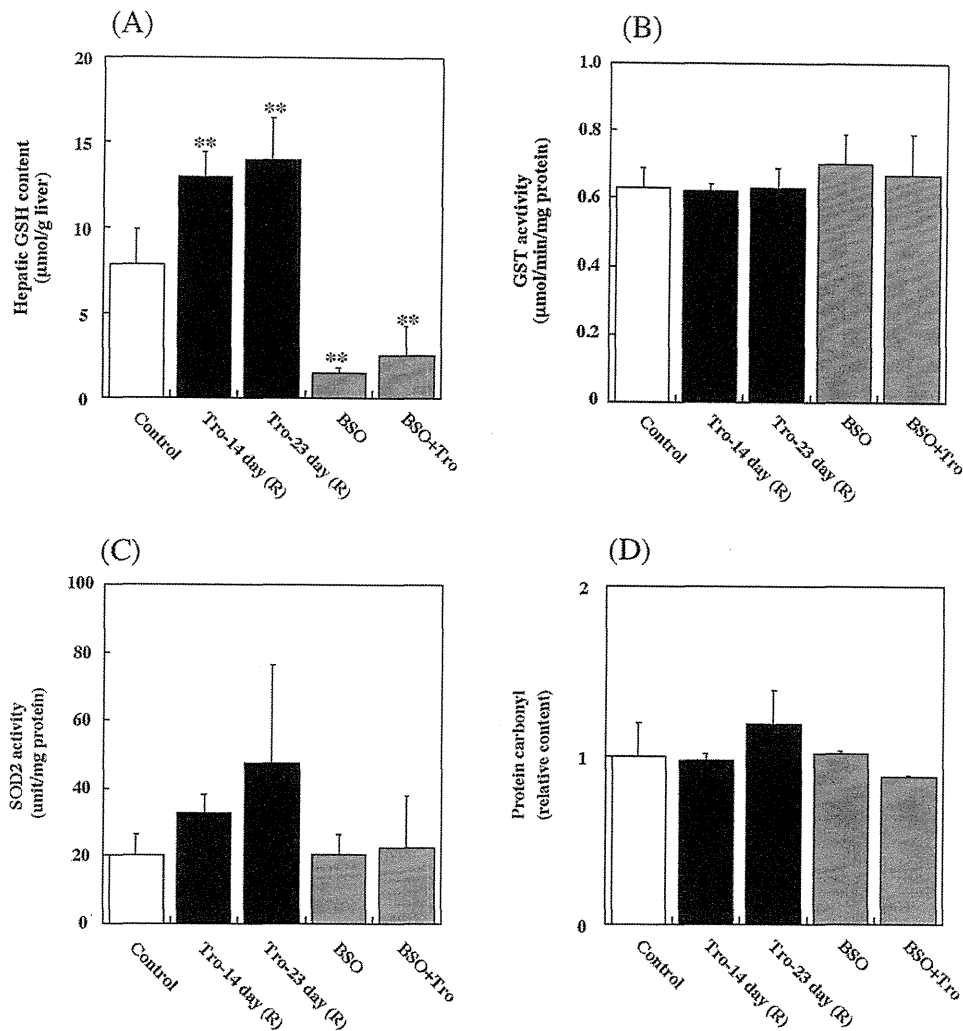 (A)
20
15
10
5
0
Hepatic GSH content
(μmol/g liver)
**
**
**
**
Control
Tro-14 day (R)
Tro-23 day (R)
BSO
BSO+Tro
(B)
1.0
0.8
0.6
0.4
0.2
0
GST acvtivity
(μmol/min/mg protein)
Control
Tro-14 day (R)
Tro-23 day (R)
BSO
BSO+Tro
(C)
100
80
60
40
20
0
SOD2 activity
(unit/mg protein)
Control
Tro-14 day (R)
Tro-23 day (R)
BSO
BSO+Tro
(D)
2
1
0
Protein carbonyl
(relative content)
Control
Tro-14 day (R)
Tro-23 day (R)
BSO
BSO+Tro